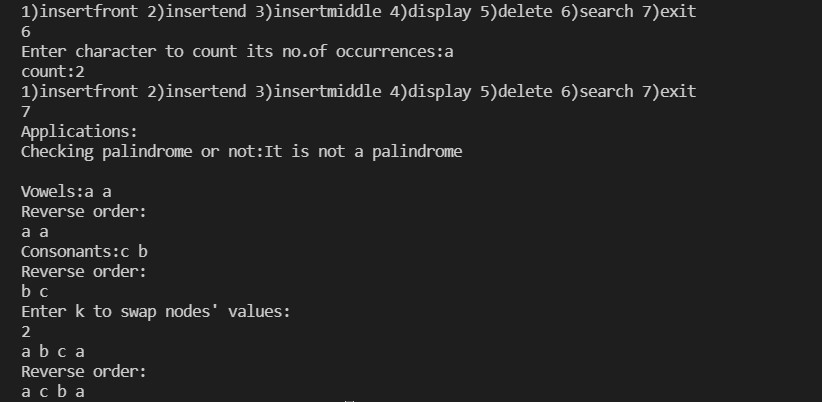 1)insertfront 2)insertend 3)insertmiddle 4)display 5)delete 6)search 7)exit
6
Enter character to count its no.of occurrences:a
count:2
1)insertfront 2)insertend 3)insertmiddle 4)display 5)delete 6)search 7)exit
7
Applications:
Checking palindrome or not:It is not a palindrome
Vowels:a a
Reverse order:
a a
Consonants:c b
Reverse order:
b c
Enter k to swap nodes' values:
2
a b c a
Reverse order:
a c b a